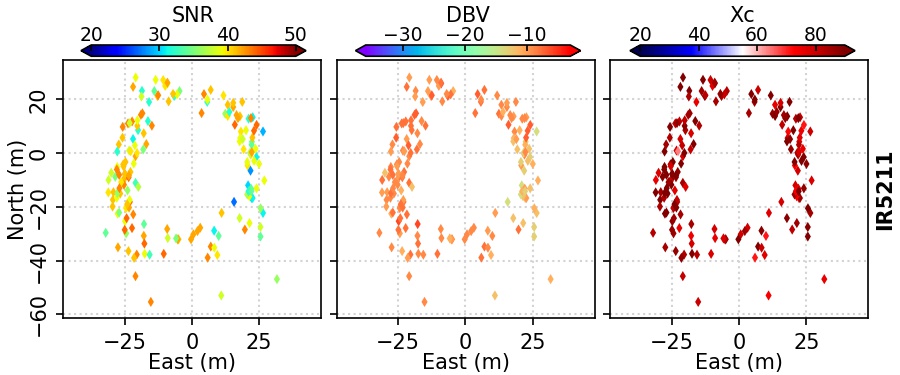 SNR DBV Xc
20 30 40 50 −30 −20 −10 20 40 60 80
20
0
−20
−40
−60
North (m)
IR5211
−25 0 25 −25 0 25 −25 0 25
East (m) East (m) East (m)